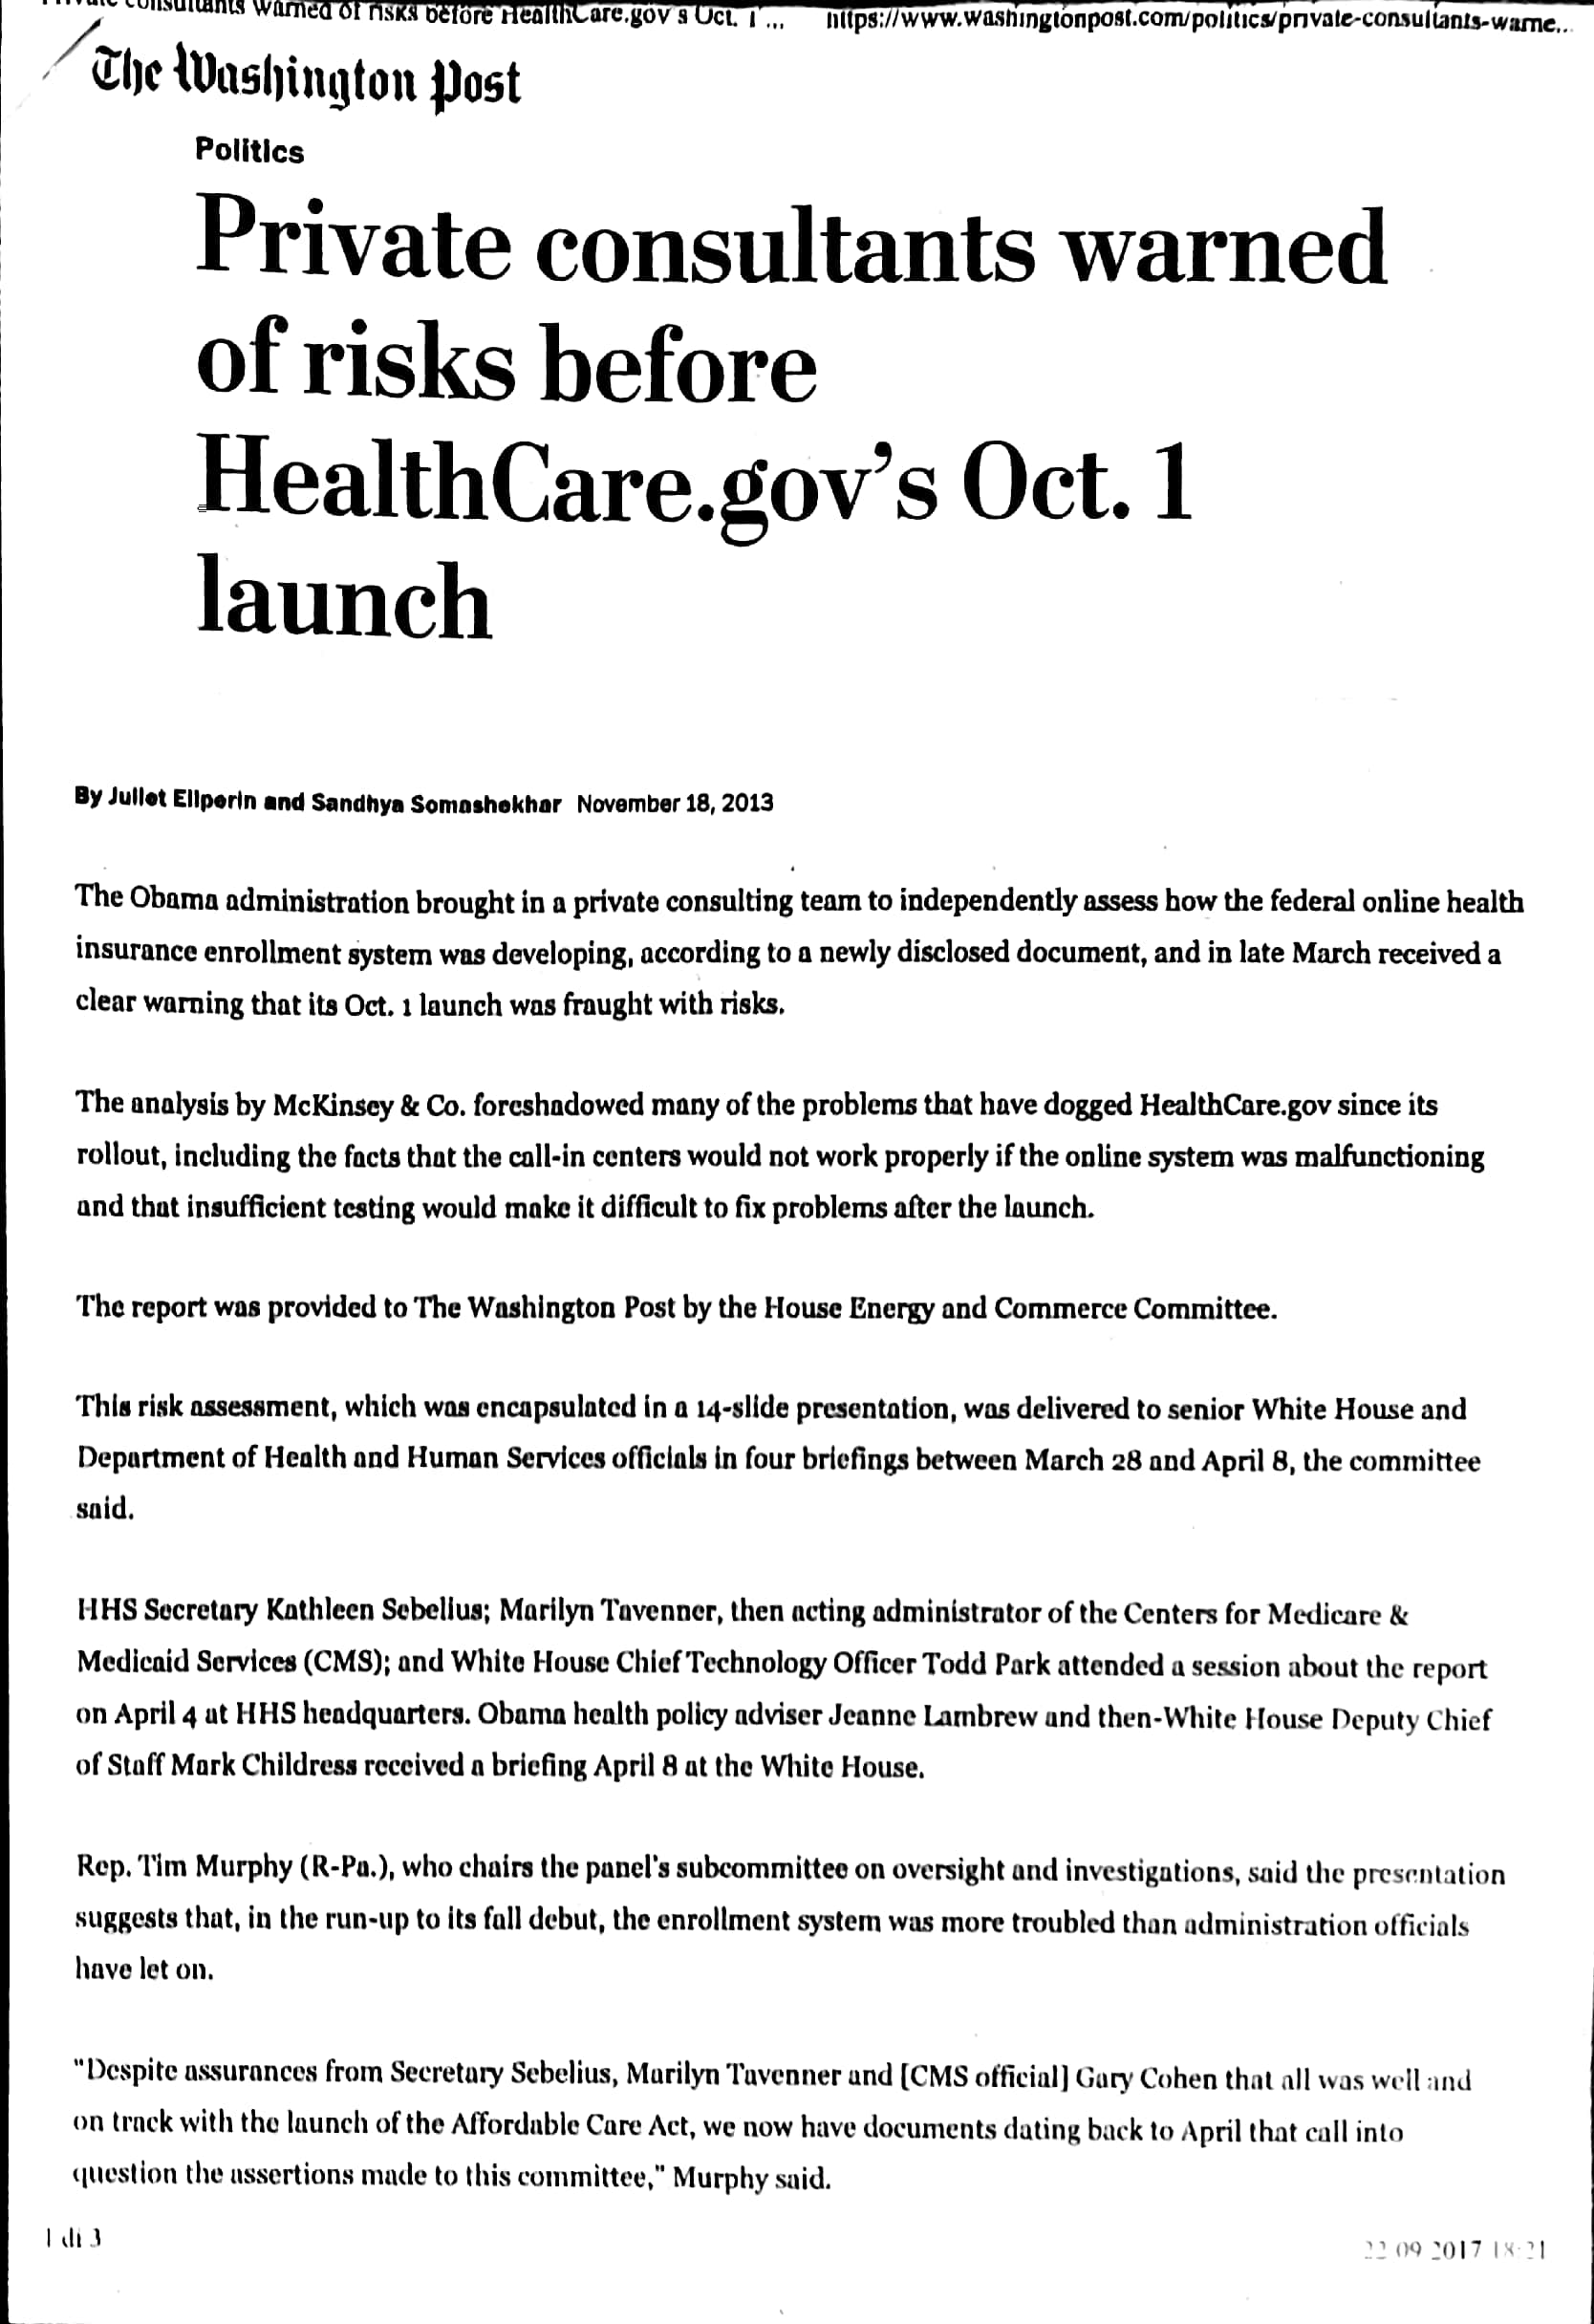 consultants warned of risks before HealthCare.gov's Oct. 1 ... https://www.washingtonpost.com/politics/private-consultants-warne...
The Washington Post
Politics
Private consultants warned
of risks before
HealthCare.gov's Oct. 1
launch
By Juliet Eilperin and Sandhya Somashekhar November 18, 2013
The Obama administration brought in a private consulting team to independently assess how the federal online health
insurance enrollment system was developing, according to a newly disclosed document, and in late March received a
clear warning that its Oct. 1 launch was fraught with risks.
The analysis by McKinsey & Co. foreshadowed many of the problems that have dogged HealthCare.gov since its
rollout, including the facts that the call-in centers would not work properly if the online system was malfunctioning
and that insufficient testing would make it difficult to fix problems after the launch.
The report was provided to The Washington Post by the House Energy and Commerce Committee.
This risk assessment, which was encapsulated in a 14-slide presentation, was delivered to senior White House and
Department of Health and Human Services officials in four briefings between March 28 and April 8, the committee
said.
HHS Secretary Kathleen Sebelius; Marilyn Tavenner, then acting administrator of the Centers for Medicare &
Medicaid Services (CMS); and White House Chief Technology Officer Todd Park attended a session about the report
on April 4 at HHS headquarters. Obama health policy adviser Jeanne Lambrew and then-White House Deputy Chief
of Staff Mark Childress received a briefing April 8 at the White House.
Rep. Tim Murphy (R-Pa.), who chairs the panel's subcommittee on oversight and investigations, said the presentation
suggests that, in the run-up to its fall debut, the enrollment system was more troubled than administration officials
have let on.
"Despite assurances from Secretary Sebelius, Marilyn Tavenner and [CMS official] Gary Cohen that all was well and
on track with the launch of the Affordable Care Act, we now have documents dating back to April that call into
question the assertions made to this committee," Murphy said.
1 di 3
22 09 2017 18:21